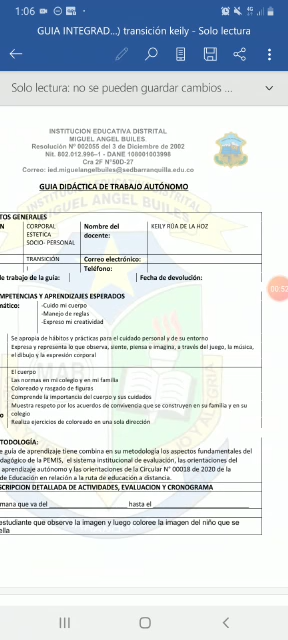 1:06
GUIA INTEGRAD...) transición keily - Solo lectura
Solo lectura: no se pueden guardar cambios ...
INSTITUCION EDUCATIVA DISTRITAL
MIGUEL ANGEL BUILES
Resolución Nº 002055 del 3 de Diciembre de 2002
Nit. 802.012.996-1 - DANE 108001003998
Cra 2F Nº50D-27
Correo: ied.miguelangelbuiles@sedbarranquilla.edu.co
GUIA DIDÁCTICA DE TRABAJO AUTÓNOMO
TOS GENERALES
N CORPORAL Nombre del KEILY RÚA DE LA HOZ
ESTETICA docente:
SOCIO- PERSONAL
TRANSICIÓN Correo electrónico:
Teléfono:
de trabajo de la guía: Fecha de devolución:
00:52
MPETENCIAS Y APRENDIZAJES ESPERADOS
mático: -Cuido mi cuerpo
-Manejo de reglas
-Expreso mi creatividad
Se apropia de hábitos y prácticas para el cuidado personal y de su entorno
Expresa y representa lo que observa, siente, piensa e imagina, a través del juego, la música,
el dibujo y la expresión corporal
El cuerpo
Las normas en mi colegio y en mi familia
Coloreado y rasgado de figuras
Comprende la importancia del cuerpo y sus cuidados
Muestra respeto por los acuerdos de convivencia que se construyen en su familia y en su
o colegio
Realiza ejercicios de coloreado en una sola dirección
TODOLOGÍA:
e guía de aprendizaje tiene combina en su metodología los aspectos fundamentales del
dagógico de la PEMIS, el sistema institucional de evaluación, las orientaciones del
aprendizaje autónomo y las orientaciones de la Circular Nº 00018 de 2020 de la
de Educación en relación a la ruta de educación a distancia.
SCRIPCION DETALLADA DE ACTIVIDADES, EVALUACION Y CRONOGRAMA
mana que va del hasta el
estudiante que observe la imagen y luego coloree la imagen del niño que se
ella